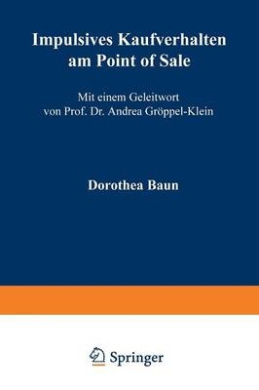 Impulsives Kaufverhalten
am Point of Sale
Mit einem Geleitwort
von Prof. Dr. Andrea Gröppel-Klein
Dorothea Baun
Springer